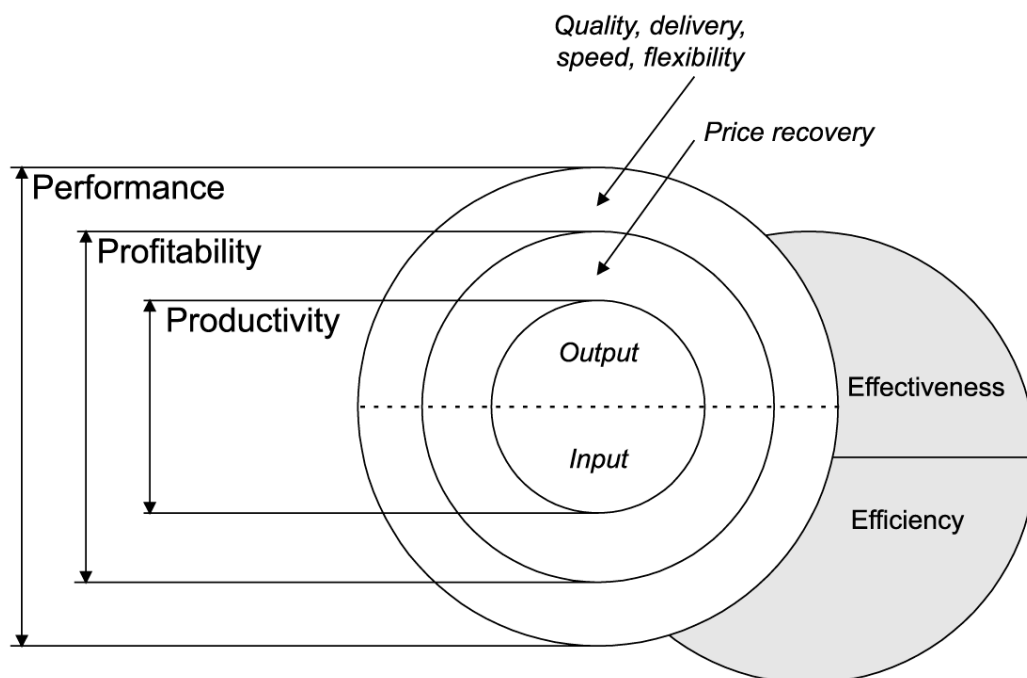 Quality, delivery,
speed, flexibility
Price recovery
Performance
Profitability
Productivity
Output
Input
Effectiveness
Efficiency